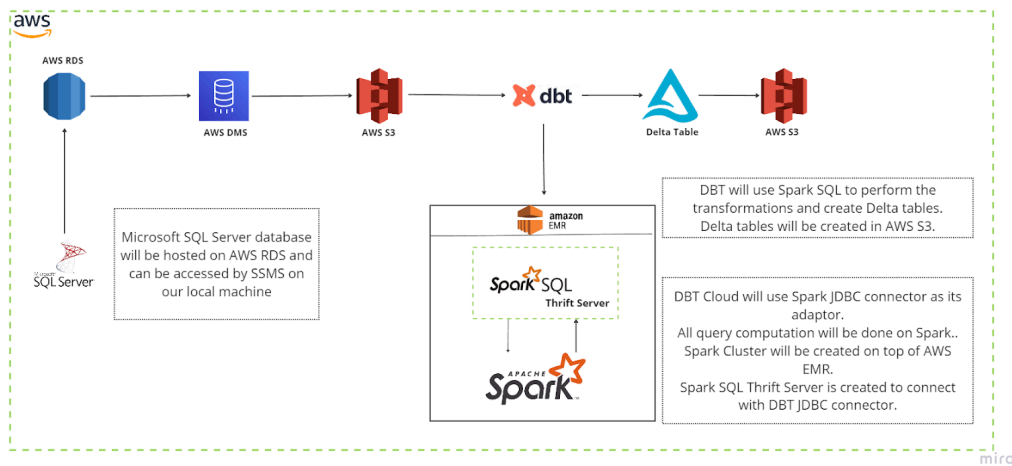 aws
AWS RDS
AWS DMS
AWS S3
dbt
Delta Table
AWS S3
Microsoft
SQL Server
Microsoft SQL Server database
will be hosted on AWS RDS and
can be accessed by SSMS on
our local machine
amazon
EMR
Spark SQL
Thrift Server
APACHE
Spark
DBT will use Spark SQL to perform the
transformations and create Delta tables.
Delta tables will be created in AWS S3.
DBT Cloud will use Spark JDBC connector as its
adaptor.
All query computation will be done on Spark..
Spark Cluster will be created on top of AWS
EMR.
Spark SQL Thrift Server is created to connect
with DBT JDBC connector.
miro